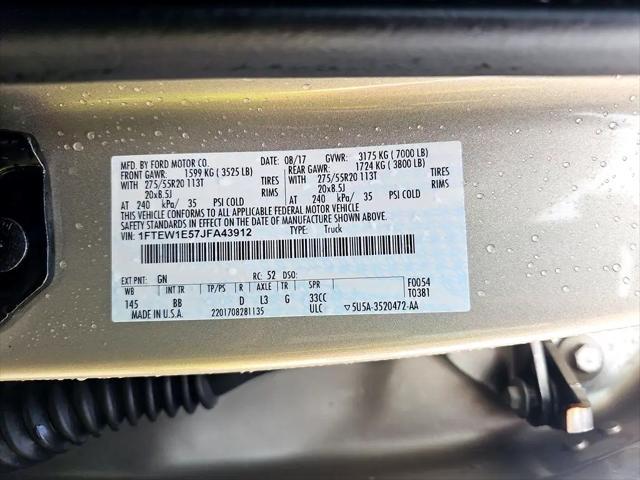 MFD. BY FORD MOTOR CO. DATE: 08/17 GVWR: 3175 KG ( 7000 LB)
FRONT GAWR: 1599 KG ( 3525 LB) REAR GAWR: 1724 KG ( 3800 LB)
WITH 275/55R20 113T TIRES WITH 275/55R20 113T TIRES
20x8.5J RIMS 20x8.5J RIMS
AT 240 kPa/ 35 PSI COLD AT 240 kPa/ 35 PSI COLD
THIS VEHICLE CONFORMS TO ALL APPLICABLE FEDERAL MOTOR VEHICLE
SAFETY AND THEFT PREVENTION STANDARDS IN EFFECT ON
THE DATE OF MANUFACTURE SHOWN ABOVE.
VIN: 1FTEW1E57JFA43912 TYPE: Truck
EXT PNT: GN RC: 52 DSO: F0054
WB INT TR TP/PS R AXLE TR SPR T0381
145 BB D L3 G 33CC
MADE IN U.S.A. 2201708281135 ULC ▽5U5A-3520472-AA